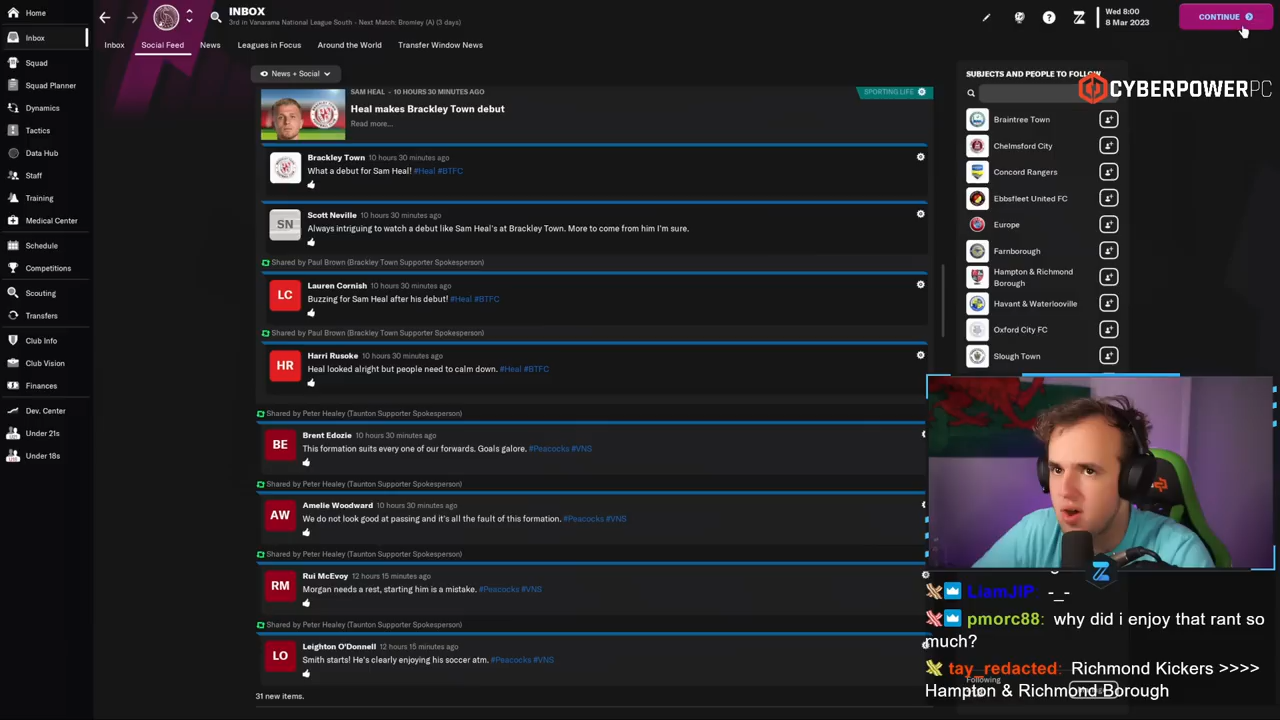 Home
Inbox
Squad
Squad Planner
Dynamics
Tactics
Data Hub
Staff
Training
Medical Center
Schedule
Competitions
Scouting
Transfers
Club Info
Club Vision
Finances
Dev. Center
Under 21s
Under 18s
INBOX
3rd in Vanarama National League South - Next Match: Bromley (A) (3 days)
Wed 8:00
8 Mar 2023
CONTINUE
Inbox
Social Feed
News
Leagues in Focus
Around the World
Transfer Window News
News + Social
SAM HEAL - 10 HOURS 30 MINUTES AGO
SPORTING LIFE
Heal makes Brackley Town debut
Read more...
Brackley Town 10 hours 30 minutes ago
What a debut for Sam Heal! #Heal #BTFC
SN
Scott Neville 10 hours 30 minutes ago
Always intriguing to watch a debut like Sam Heal's at Brackley Town. More to come from him I'm sure.
Shared by Paul Brown (Brackley Town Supporter Spokesperson)
LC
Lauren Cornish 10 hours 30 minutes ago
Buzzing for Sam Heal after his debut! #Heal #BTFC
Shared by Paul Brown (Brackley Town Supporter Spokesperson)
HR
Harri Rusoke 10 hours 30 minutes ago
Heal looked alright but people need to calm down. #Heal #BTFC
Shared by Peter Healey (Taunton Supporter Spokesperson)
BE
Brent Edozie 10 hours 30 minutes ago
This formation suits every one of our forwards. Goals galore. #Peacocks #VNS
Shared by Peter Healey (Taunton Supporter Spokesperson)
AW
Amelie Woodward 10 hours 30 minutes ago
We do not look good at passing and it's all the fault of this formation. #Peacocks #VNS
Shared by Peter Healey (Taunton Supporter Spokesperson)
RM
Rui McEvoy 12 hours 15 minutes ago
Morgan needs a rest, starting him is a mistake. #Peacocks #VNS
Shared by Peter Healey (Taunton Supporter Spokesperson)
LO
Leighton O'Donnell 12 hours 15 minutes ago
Smith starts! He's clearly enjoying his soccer atm. #Peacocks #VNS
31 new items.
SUBJECTS AND PEOPLE TO FOLLOW
CYBERPOWERPC
Braintree Town
Chelmsford City
Concord Rangers
Ebbsfleet United FC
Europe
Farnborough
Hampton & Richmond
Borough
Havant & Waterlooville
Oxford City FC
Slough Town
LiamJIP: -_-
pmorc88: why did i enjoy that rant so
much?
tay_redacted: Richmond Kickers >>>>
Hampton & Richmond Borough
Following